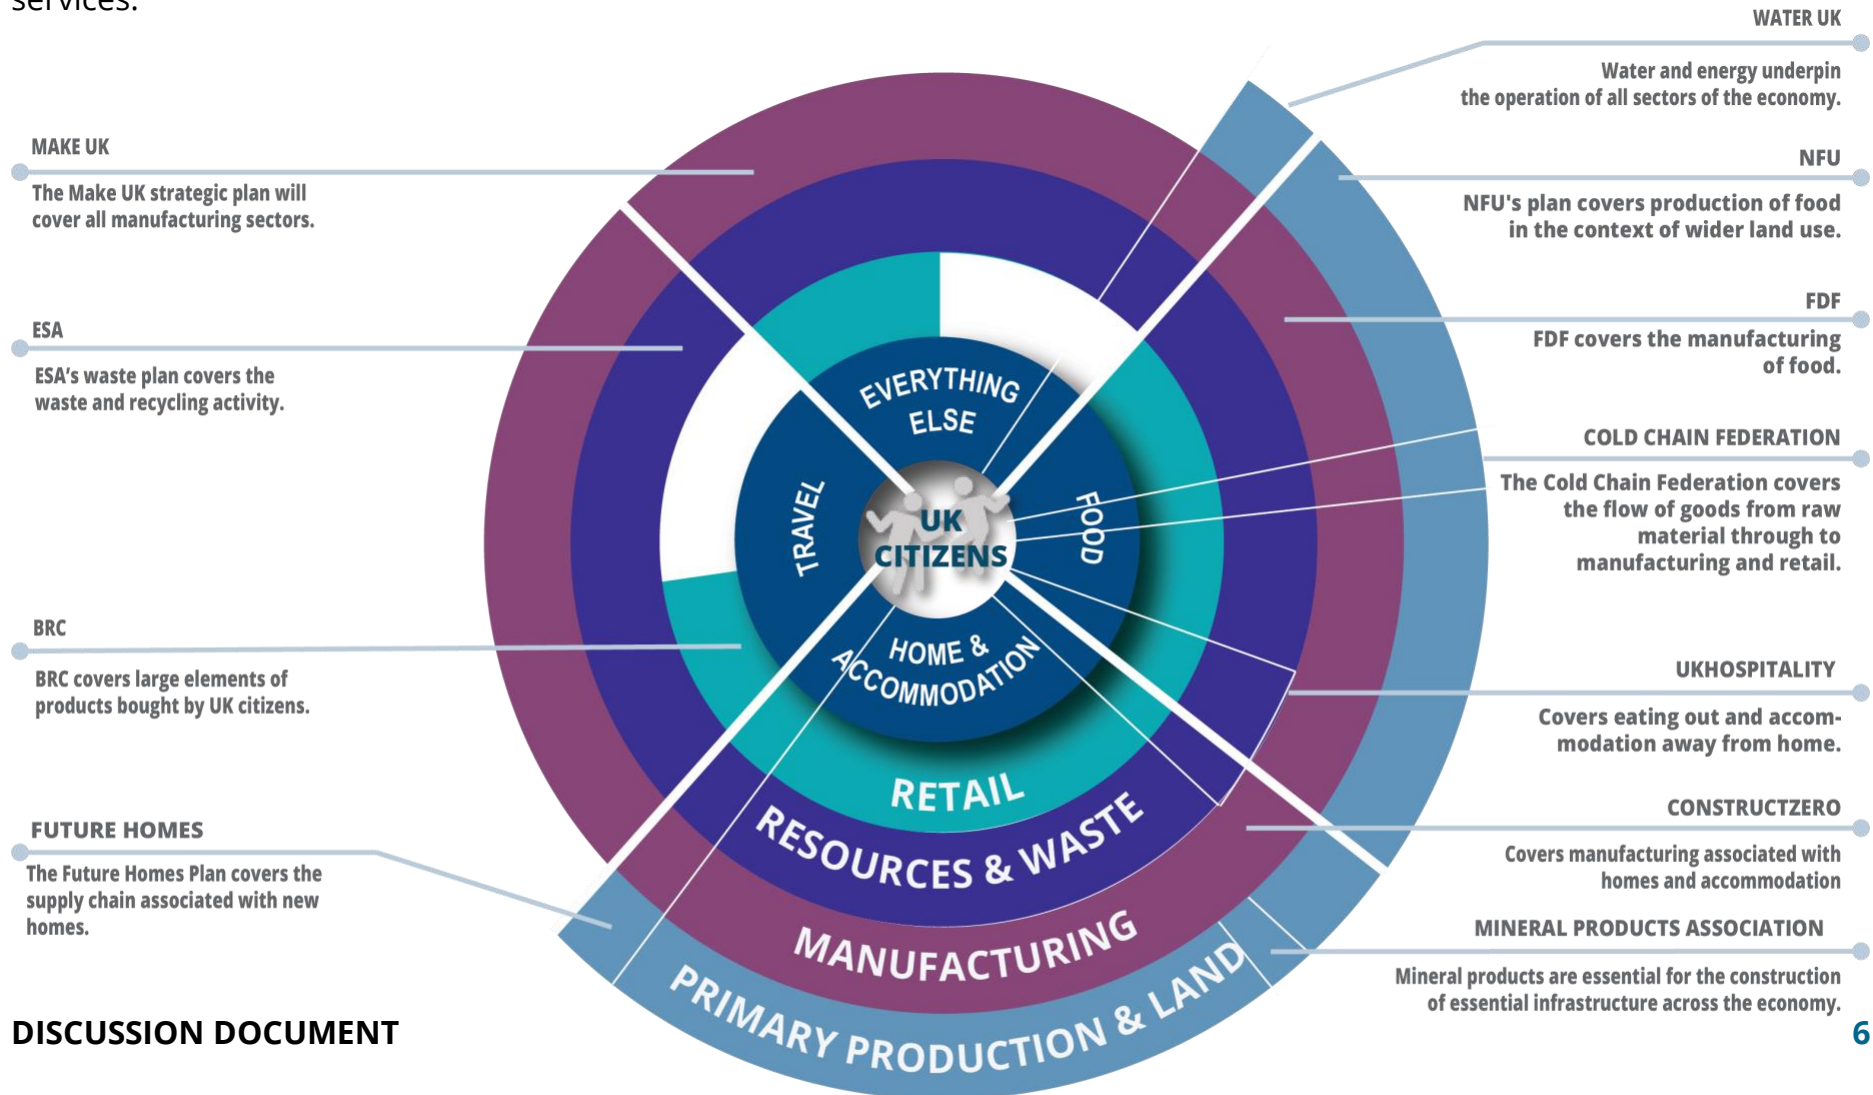 services.
WATER UK
Water and energy underpin
the operation of all sectors of the economy.
MAKE UK
The Make UK strategic plan will
cover all manufacturing sectors.
NFU
NFU's plan covers production of food
in the context of wider land use.
ESA
ESA’s waste plan covers the
waste and recycling activity.
FDF
FDF covers the manufacturing
of food.
COLD CHAIN FEDERATION
The Cold Chain Federation covers
the flow of goods from raw
material through to
manufacturing and retail.
BRC
BRC covers large elements of
products bought by UK citizens.
UKHOSPITALITY
Covers eating out and accom-
modation away from home.
FUTURE HOMES
The Future Homes Plan covers the
supply chain associated with new
homes.
CONSTRUCTZERO
Covers manufacturing associated with
homes and accommodation
MINERAL PRODUCTS ASSOCIATION
Mineral products are essential for the construction
of essential infrastructure across the economy.
EVERYTHING
ELSE
TRAVEL
FOOD
UK
CITIZENS
HOME &
ACCOMMODATION
RETAIL
RESOURCES & WASTE
MANUFACTURING
PRIMARY PRODUCTION & LAND
DISCUSSION DOCUMENT
6